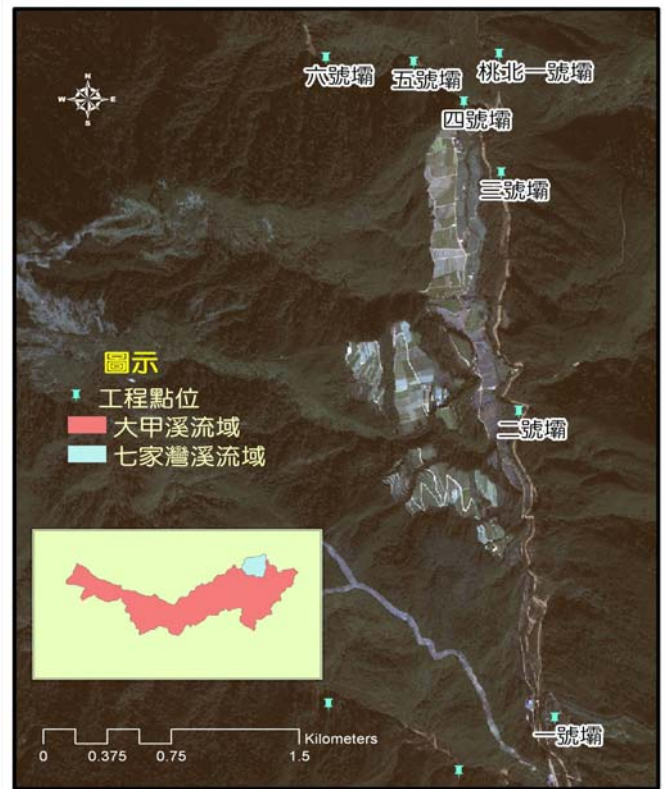 六號壩
五號壩
桃北一號壩
四號壩
三號壩
N
W E
S
圖示
工程點位
大甲溪流域
七家灣溪流域
二號壩
一號壩
Kilometers
0 0.375 0.75 1.5